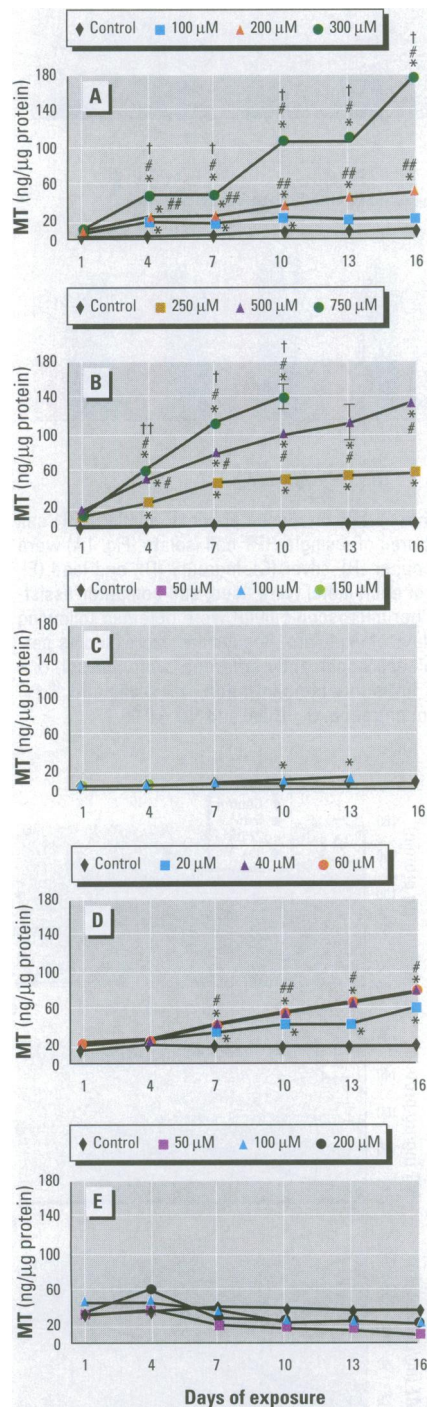 Control 100 µM 200 µM 300 µM
A
MT (ng/µg protein)
180
140
100
60
20
0
† # *
† # *
† # *
† # *
† # *
* ## * ## ## * ## * ## *
* * *
1 4 7 10 13 16
Control 250 µM 500 µM 750 µM
B
MT (ng/µg protein)
180
140
100
60
20
0
†† # *
† # *
† # *
* # * # * # * # * #
* * * * *
1 4 7 10 13 16
Control 50 µM 100 µM 150 µM
C
MT (ng/µg protein)
180
140
100
60
20
0
* *
1 4 7 10 13 16
Control 20 µM 40 µM 60 µM
D
MT (ng/µg protein)
180
140
100
60
20
0
# * ## * # * # *
* * * *
1 4 7 10 13 16
Control 50 µM 100 µM 200 µM
E
MT (ng/µg protein)
180
140
100
60
20
0
1 4 7 10 13 16
Days of exposure